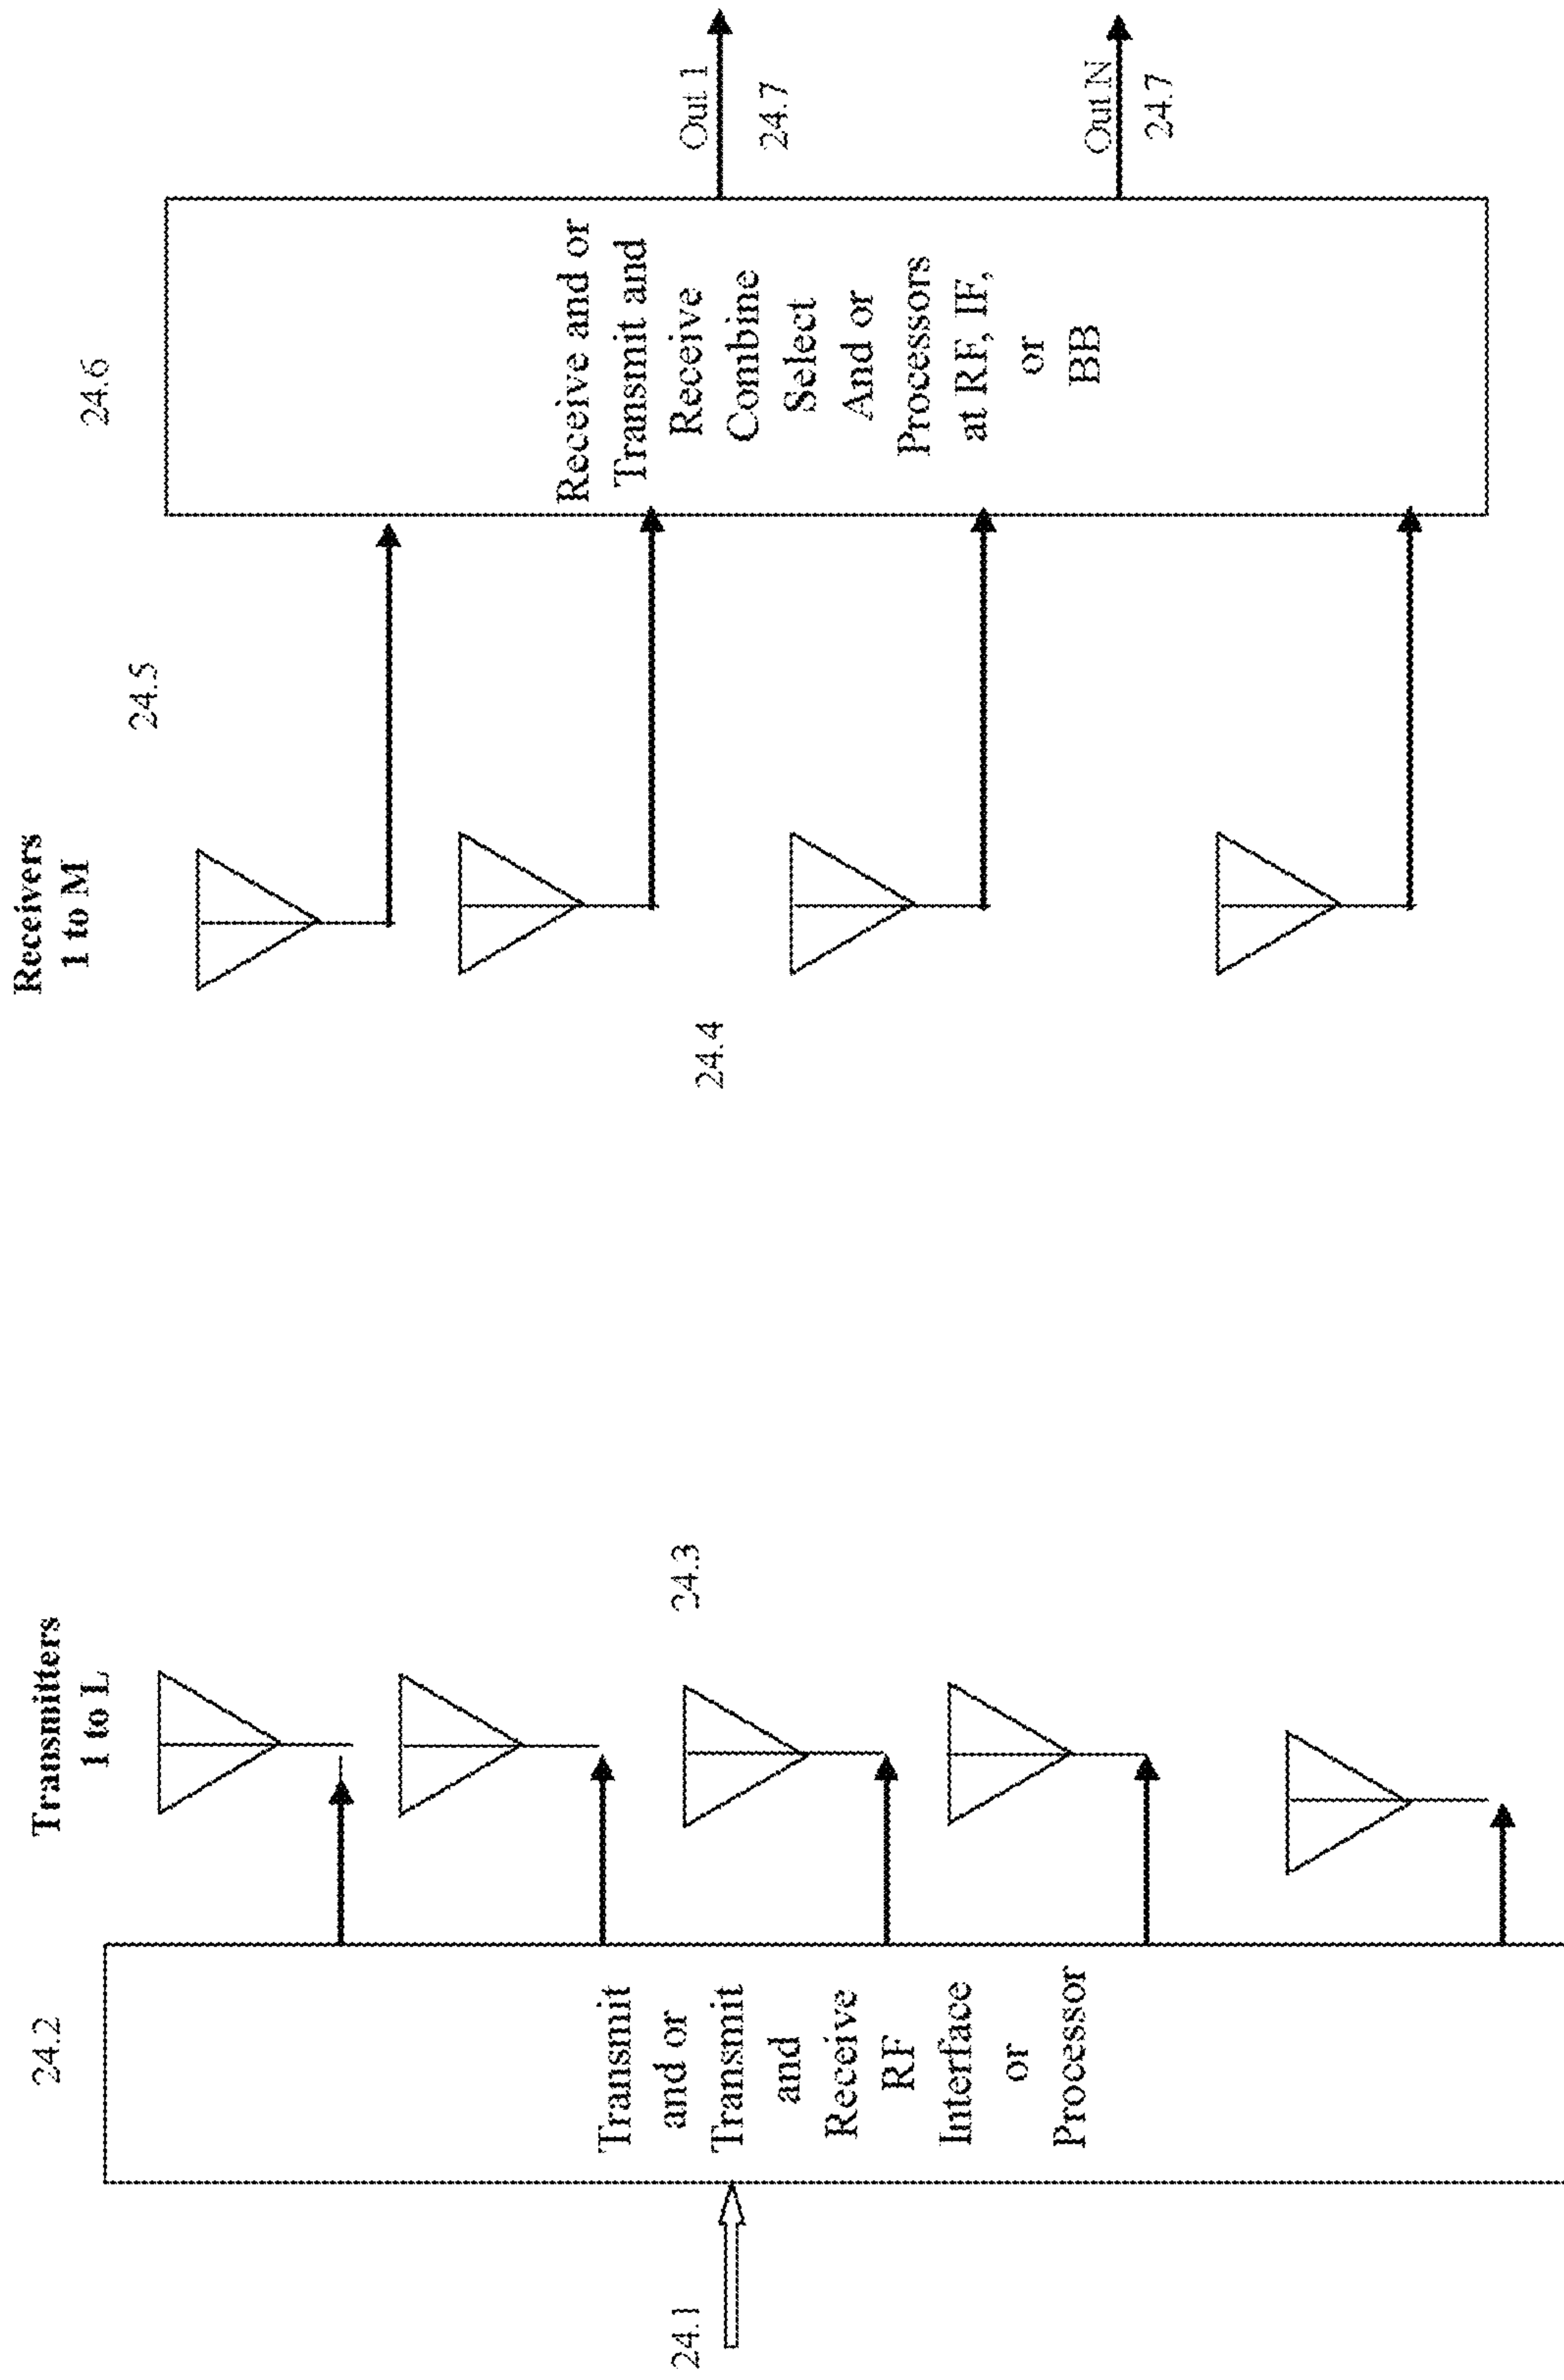 24.1
24.2
Transmit
and or
Transmit
and
Receive
RF
Interface
or
Processor
Transmitters
1 to L
24.3
24.4
Receivers
1 to M
24.5
24.6
Receive and or
Transmit and
Receive
Combine
Select
And or
Processors
at RF, IF,
or
BB
Out 1
24.7
Out N
24.7